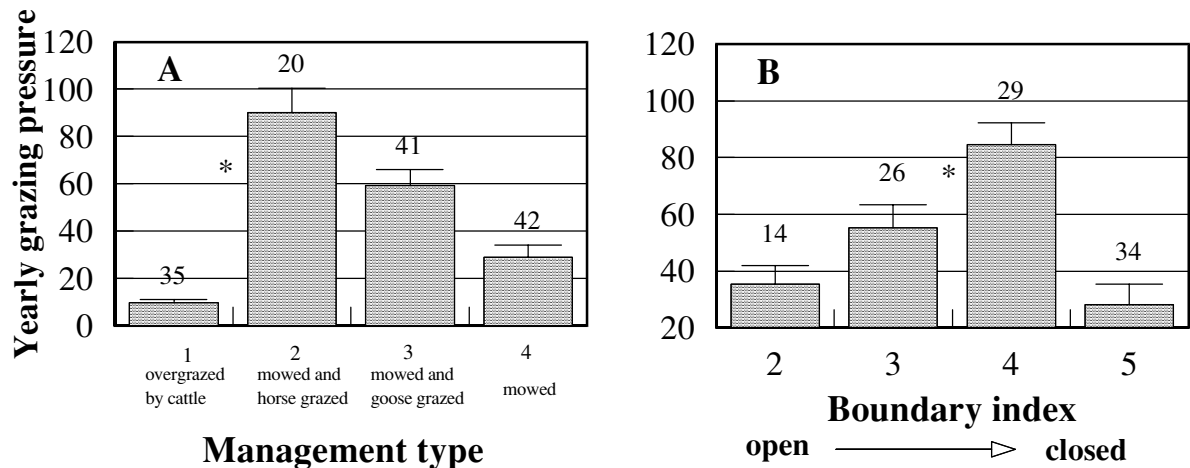 Yearly grazing pressure
A
120
100
80
60
40
20
0
35
20
41
42
*
1
overgrazed
by cattle
2
mowed and
horse grazed
3
mowed and
goose grazed
4
mowed
Management type
B
120
100
80
60
40
20
14
26
29
34
*
2 3 4 5
Boundary index
open closed